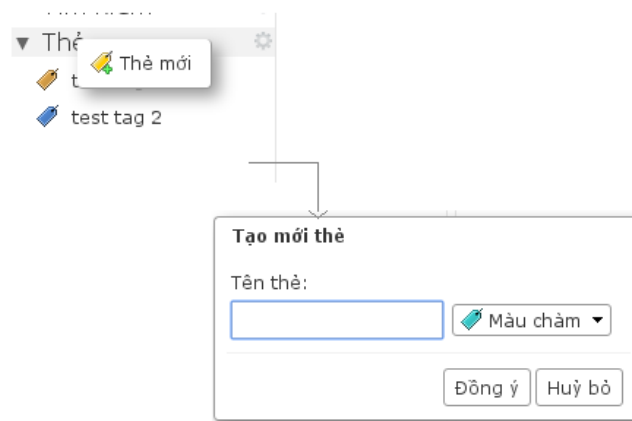 Thẻ
Thẻ mới
test tag 2
Tạo mới thẻ
Tên thẻ:
Màu chàm
Đồng ý
Huỷ bỏ